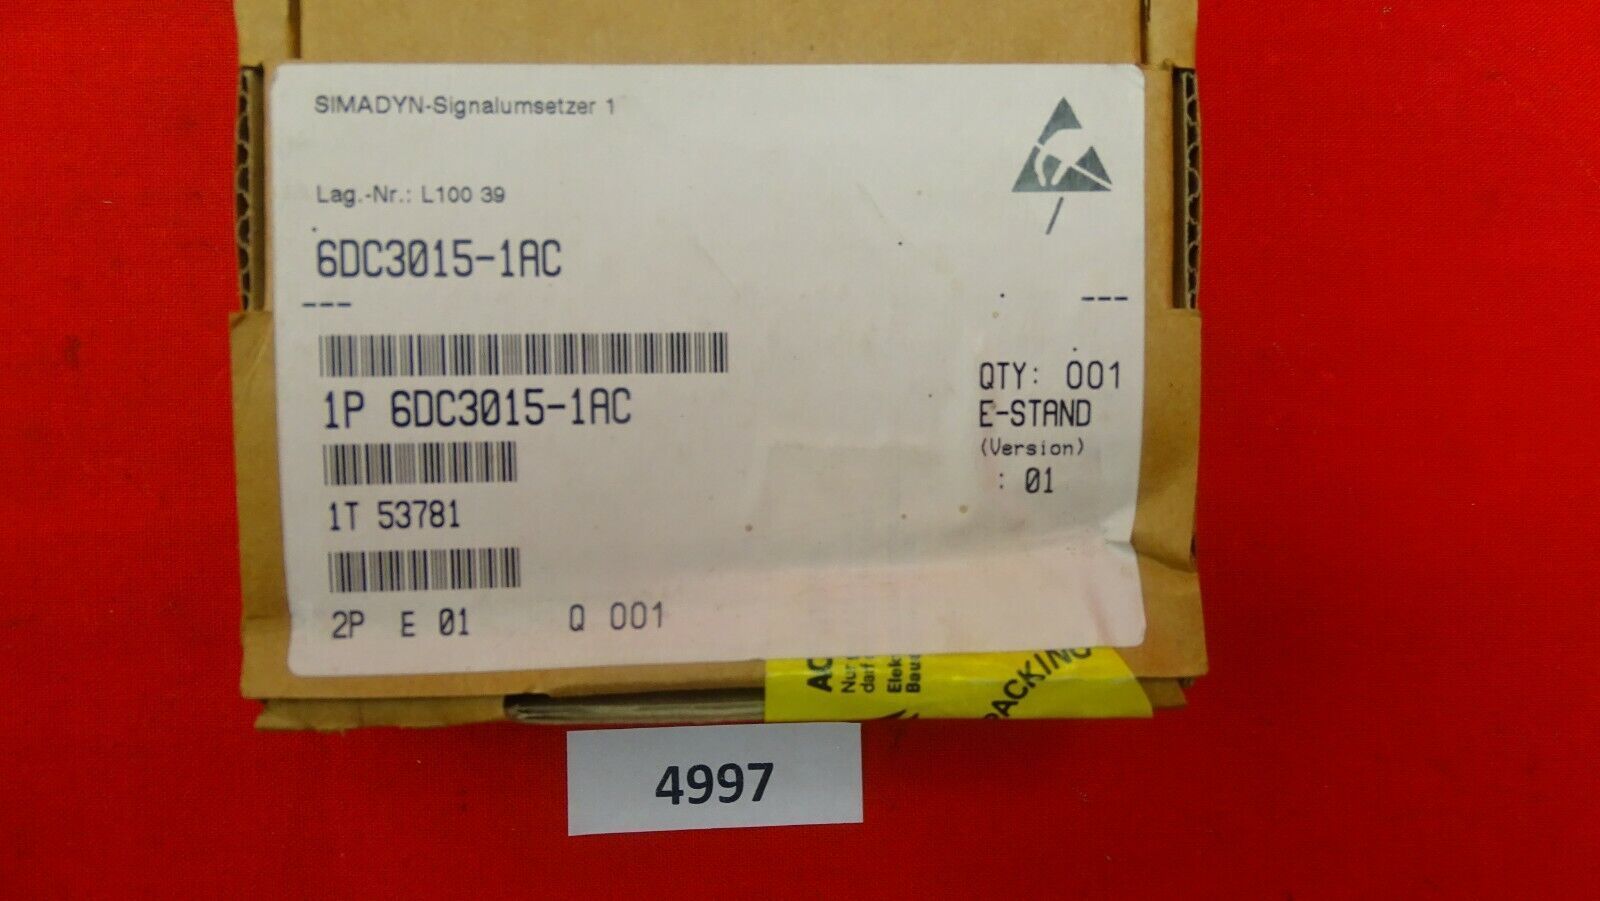 SIMADYN-Signalumsetzer 1
Lag.-Nr.: L100 39
6DC3015-1AC
--- ---
1P 6DC3015-1AC
QTY: 001
E-STAND
(Version)
: 01
1T 53781
2P E 01 Q 001
PACKING
4997